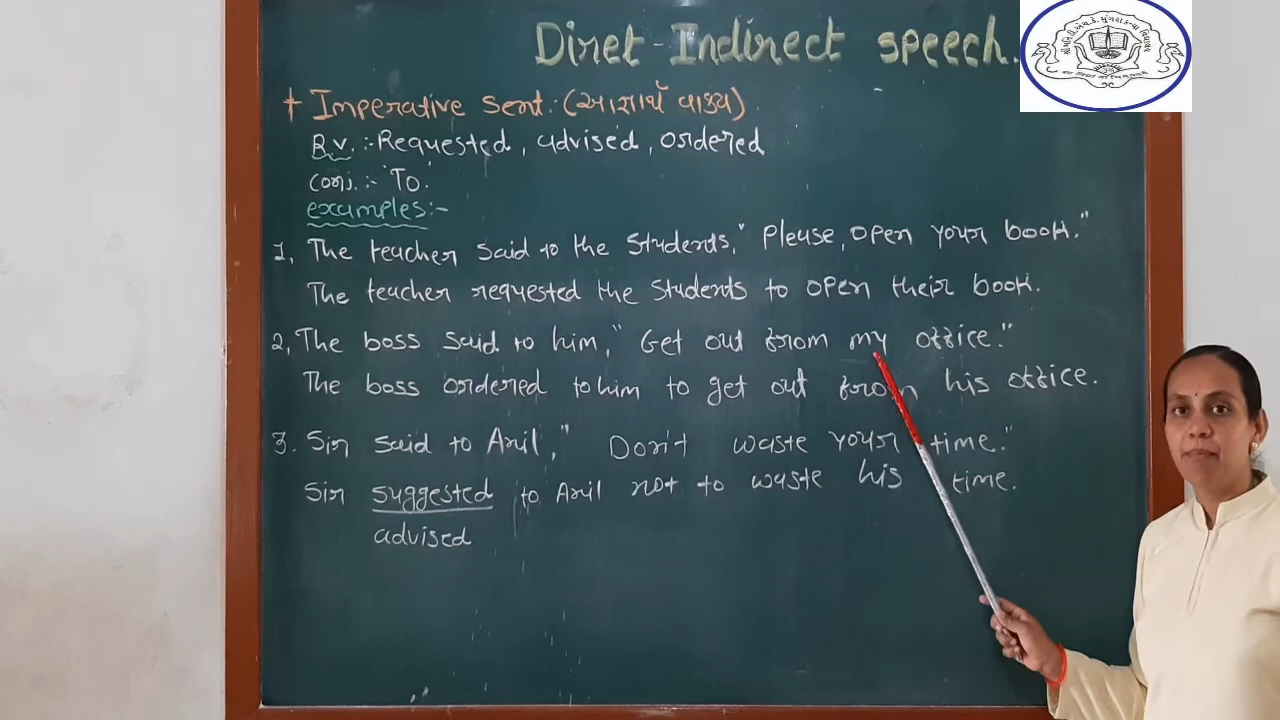 Diret-Indirect speech.
+ Imperative Sent. (આજ્ઞાર્થ વાક્ય)
R.V. :- Requested, advised, ordered
Conj. :- To.
examples:-
1, The teacher said to the students," Please, open your book."
The teacher requested the students to open their book.
2, The boss said to him," Get out from my office."
The boss ordered to him to get out from his office.
3. Sir said to Anil," Don't waste your time."
Sir suggested to Anil not to waste his time.
advised